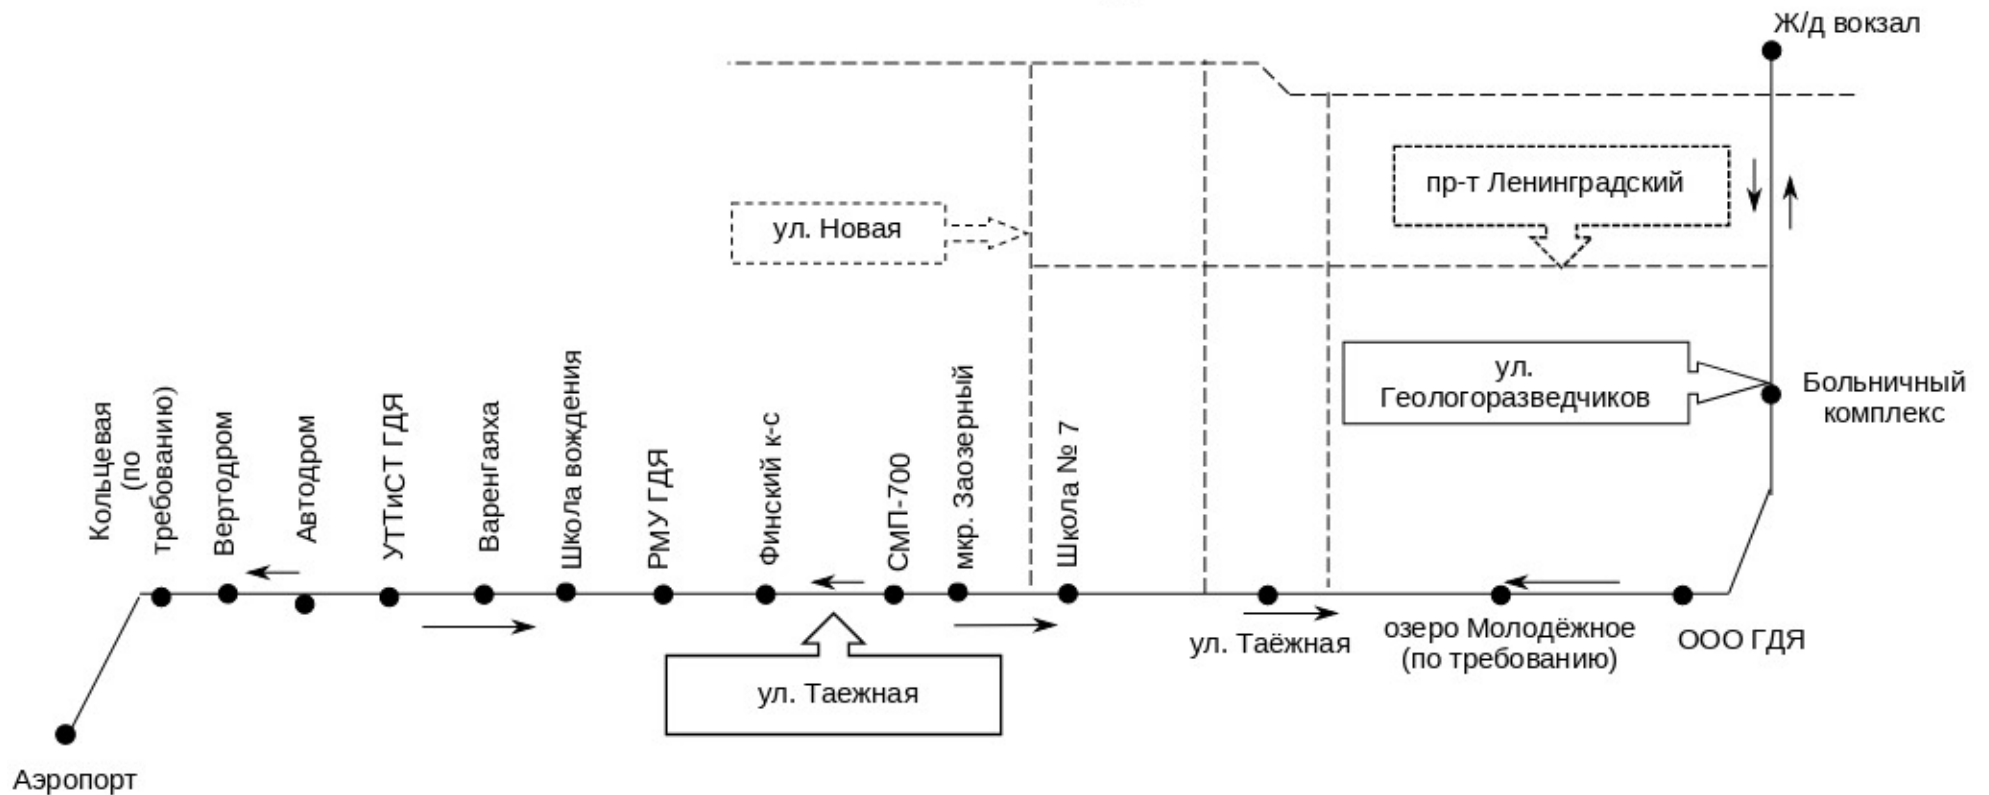 Ж/д вокзал
пр-т Ленинградский
ул. Новая
ул.
Геологоразведчиков
Больничный
комплекс
Кольцевая
(по
требованию)
Вертодром
Автодром
УТТиСТ ГДЯ
ВаренГаяха
Школа вождения
РМУ ГДЯ
Финский к-с
СМП-700
мкр. Заозерный
Школа № 7
ул. Таёжная
озеро Молодёжное
(по требованию)
ООО ГДЯ
ул. Таежная
Аэропорт